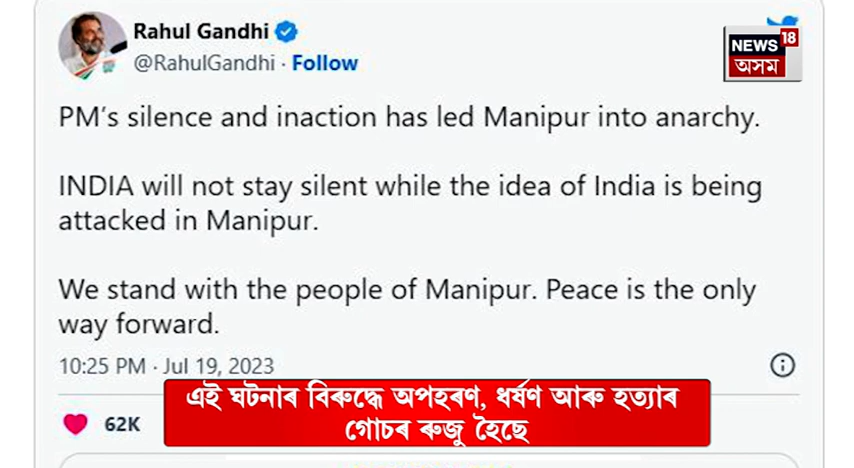 Rahul Gandhi
@RahulGandhi · Follow
NEWS 18
অসম
PM's silence and inaction has led Manipur into anarchy.
INDIA will not stay silent while the idea of India is being
attacked in Manipur.
We stand with the people of Manipur. Peace is the only
way forward.
10:25 PM · Jul 19, 2023
62K
এই ঘটনাৰ বিৰুদ্ধে অপহৰণ, ধৰ্ষণ আৰু হত্যাৰ
গোচৰ ৰুজু হৈছে